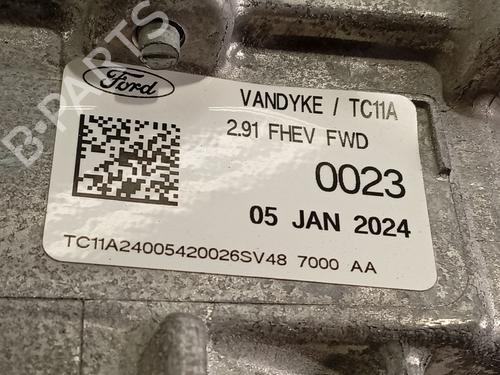 B-PARTS
Ford
VANDYKE / TC11A
2.91 FHEV FWD
0023
05 JAN 2024
TC11A24005420026SV48 7000 AA